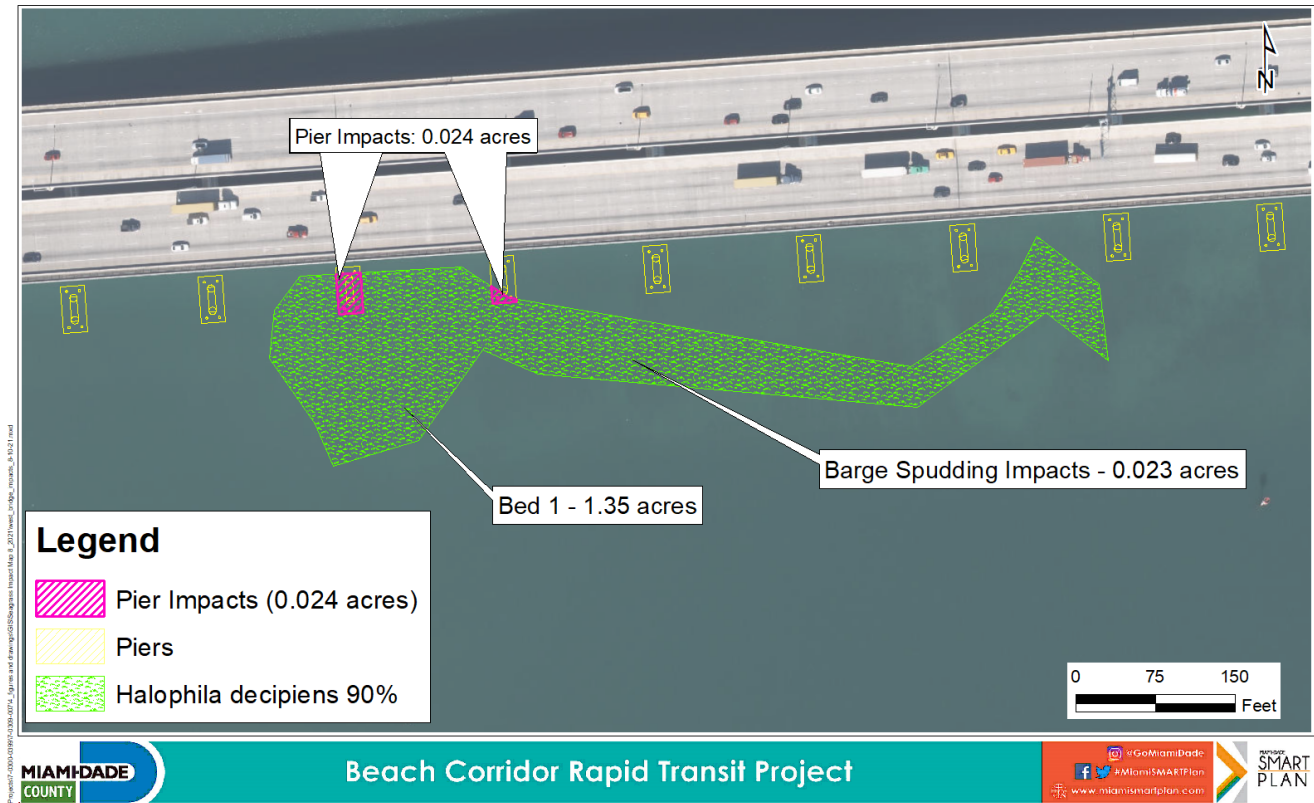 N
Pier Impacts: 0.024 acres
Barge Spudding Impacts - 0.023 acres
Bed 1 - 1.35 acres
Legend
Pier Impacts (0.024 acres)
Piers
Halophila decipiens 90%
0 75 150
Feet
MIAMI-DADE
COUNTY
Beach Corridor Rapid Transit Project
@GoMiamiDade
#MiamiSMARTPlan
www.miamismartplan.com
MIAMI-DADE
SMART
PLAN